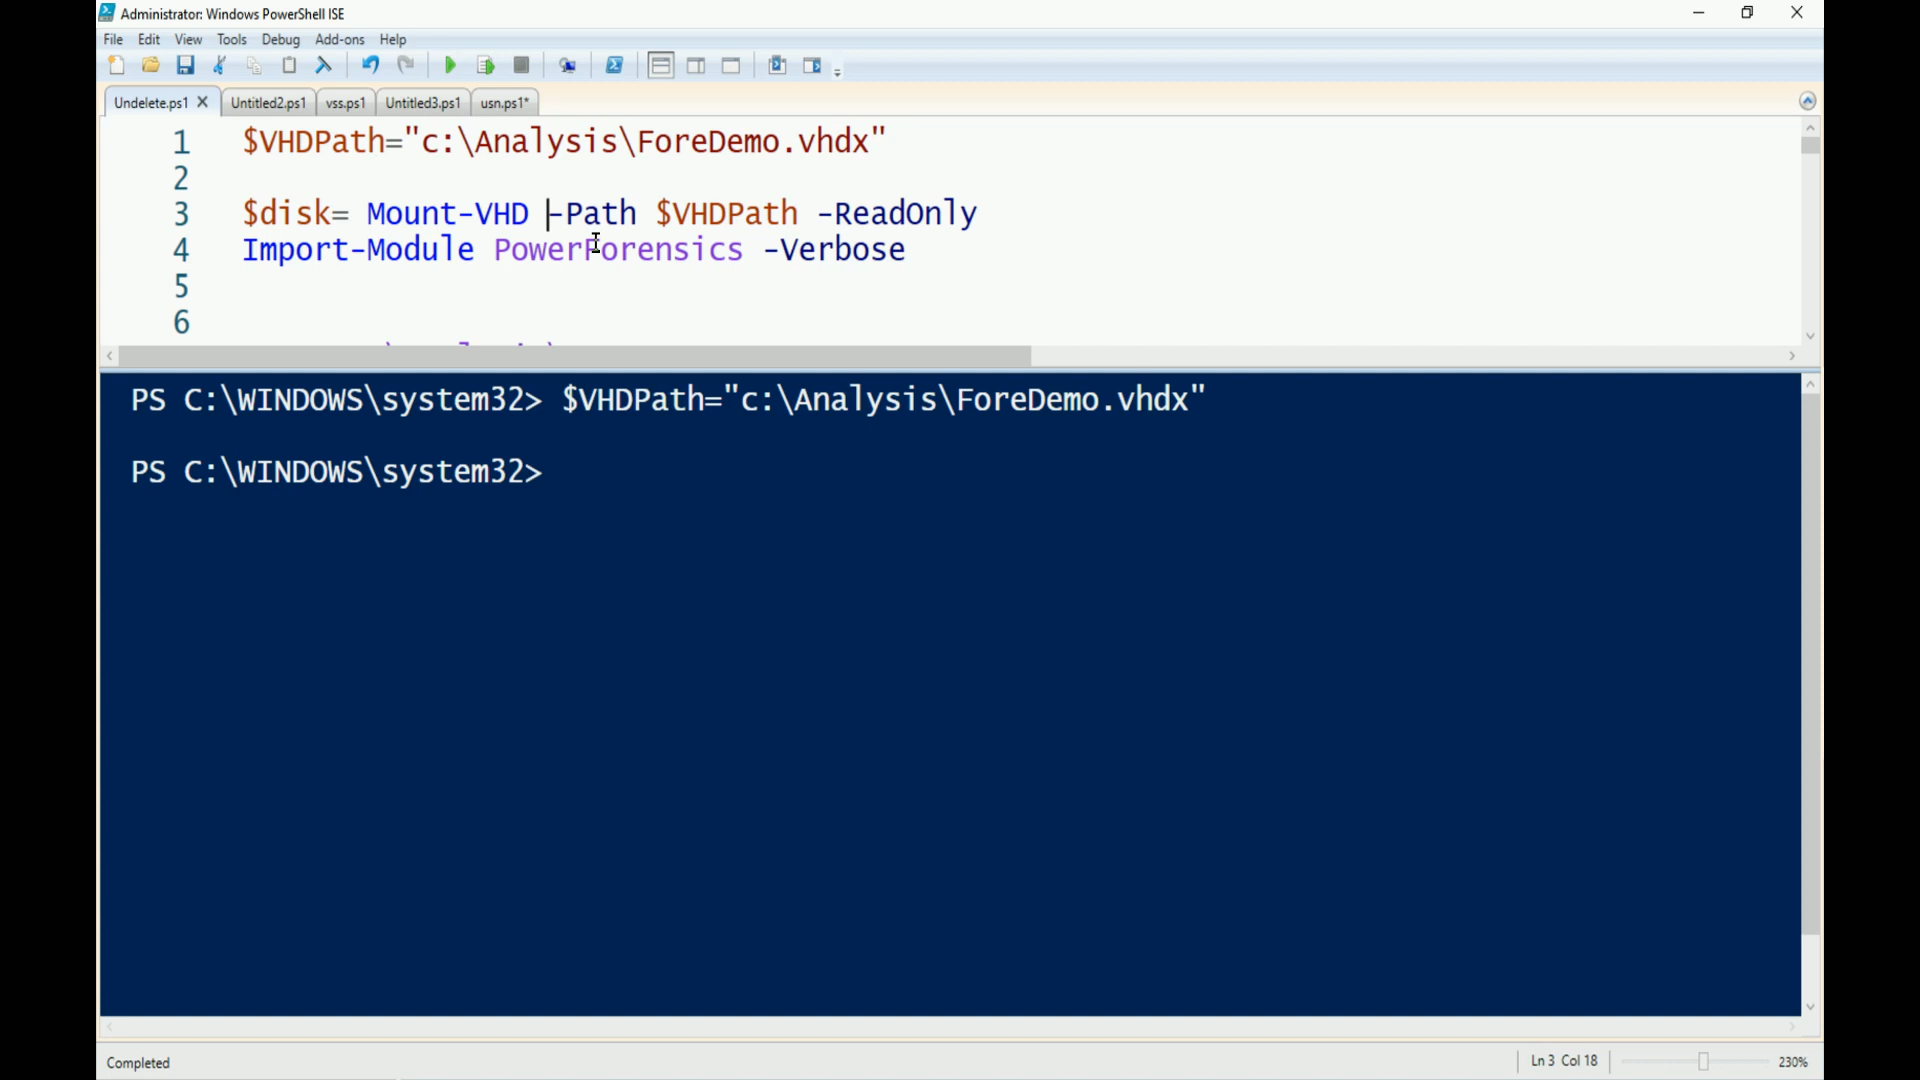 Administrator: Windows PowerShell ISE
File Edit View Tools Debug Add-ons Help
Undelete.ps1 Untitled2.ps1 vss.ps1 Untitled3.ps1 usn.ps1*
1 $VHDPath="c:\Analysis\ForeDemo.vhdx"
2
3 $disk= Mount-VHD -Path $VHDPath -ReadOnly
4 Import-Module PowerForensics -Verbose
5
6
PS C:\WINDOWS\system32> $VHDPath="c:\Analysis\ForeDemo.vhdx"
PS C:\WINDOWS\system32>
Completed
Ln 3 Col 18
230%